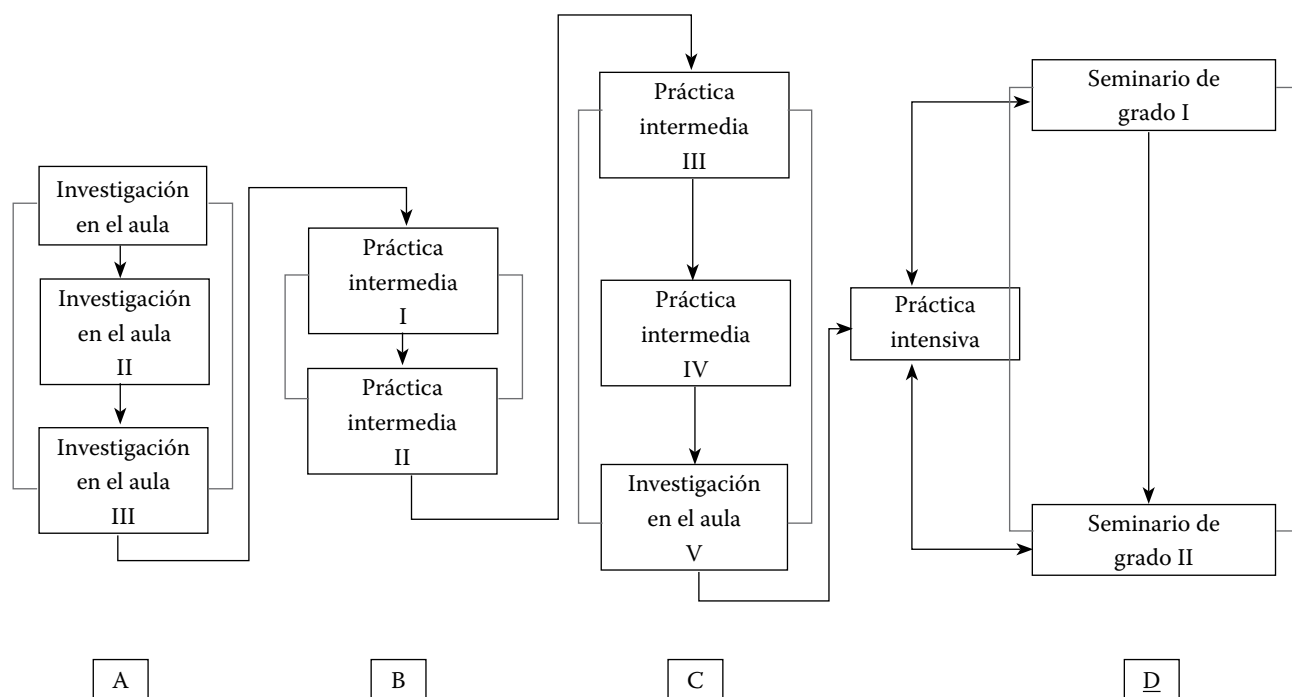 Investigación
en el aula
Investigación
en el aula
II
Investigación
en el aula
III
Práctica
intermedia
I
Práctica
intermedia
II
Práctica
intermedia
III
Práctica
intermedia
IV
Investigación
en el aula
V
Práctica
intensiva
Seminario de
grado I
Seminario de
grado II
A
B
C
D